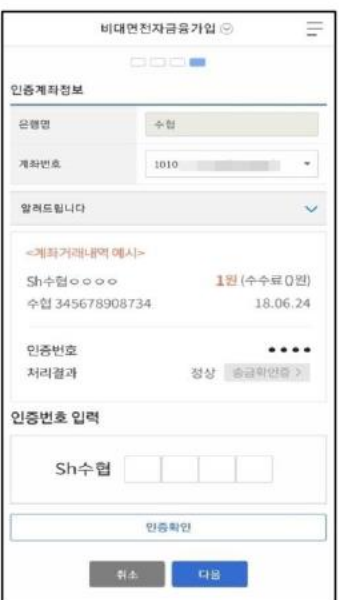 비대면전자금융가입
인증계좌정보
은행명 수협
계좌번호 1010
알려드립니다
<계좌거래내역 예시>
Sh수협ㅇㅇㅇㅇ 1원 (수수료 0원)
수협 345678908734 18.06.24
인증번호 ●●●●
처리결과 정상 송금확인증 >
인증번호 입력
Sh수협
인증확인
취소 다음